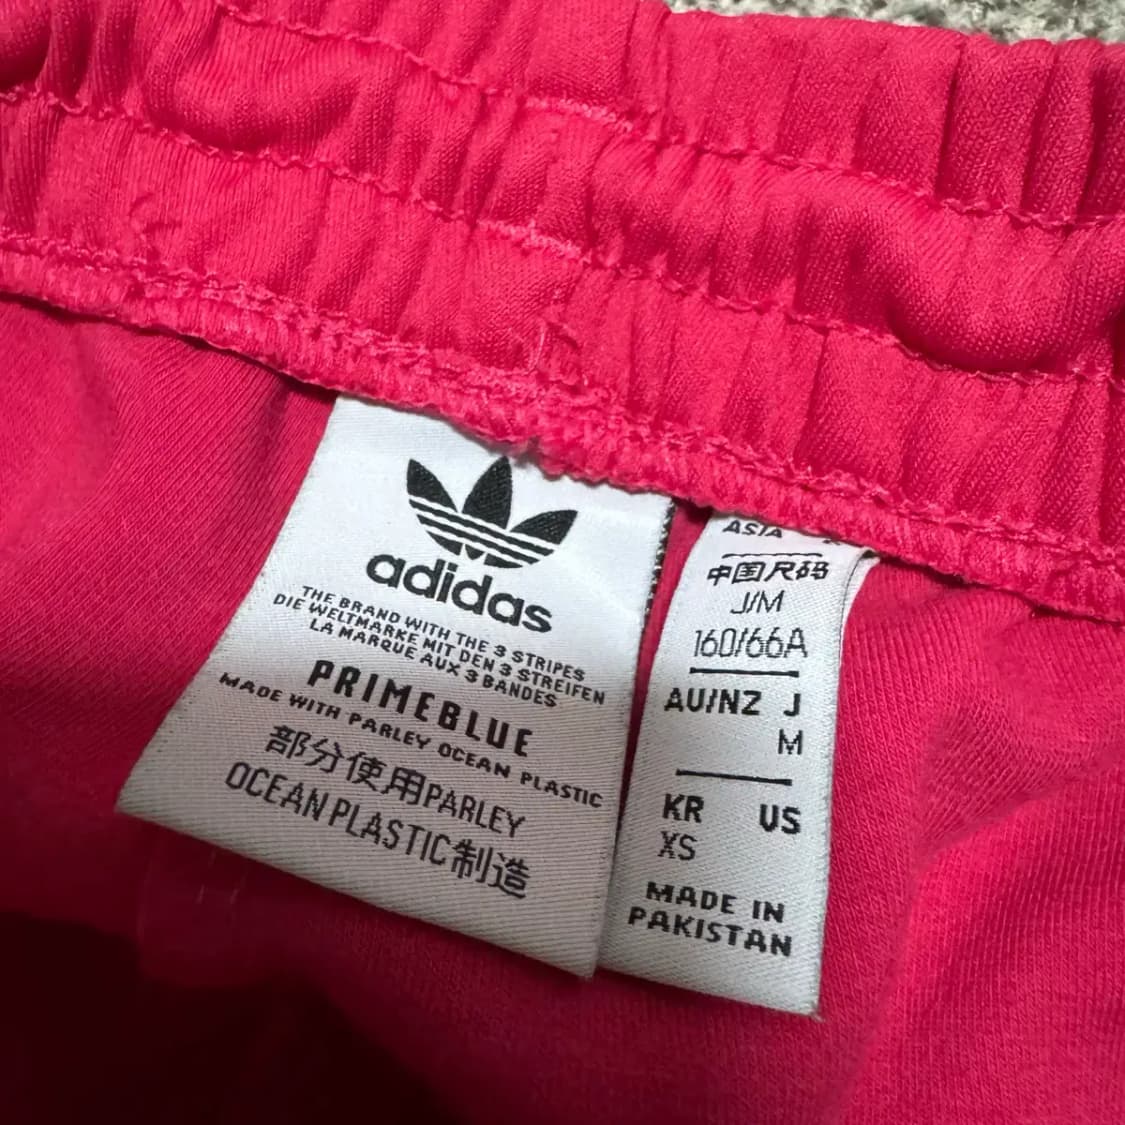 adidas
THE BRAND WITH THE 3 STRIPES
DIE WELTMARKE MIT DEN 3 STREIFEN
LA MARQUE AUX 3 BANDES
PRIMEBLUE
MADE WITH PARLEY OCEAN PLASTIC
部分使用PARLEY
OCEAN PLASTIC制造
ASIA
中国尺码
J/M
160/66A
AU/NZ J
M
KR US
XS
MADE IN
PAKISTAN